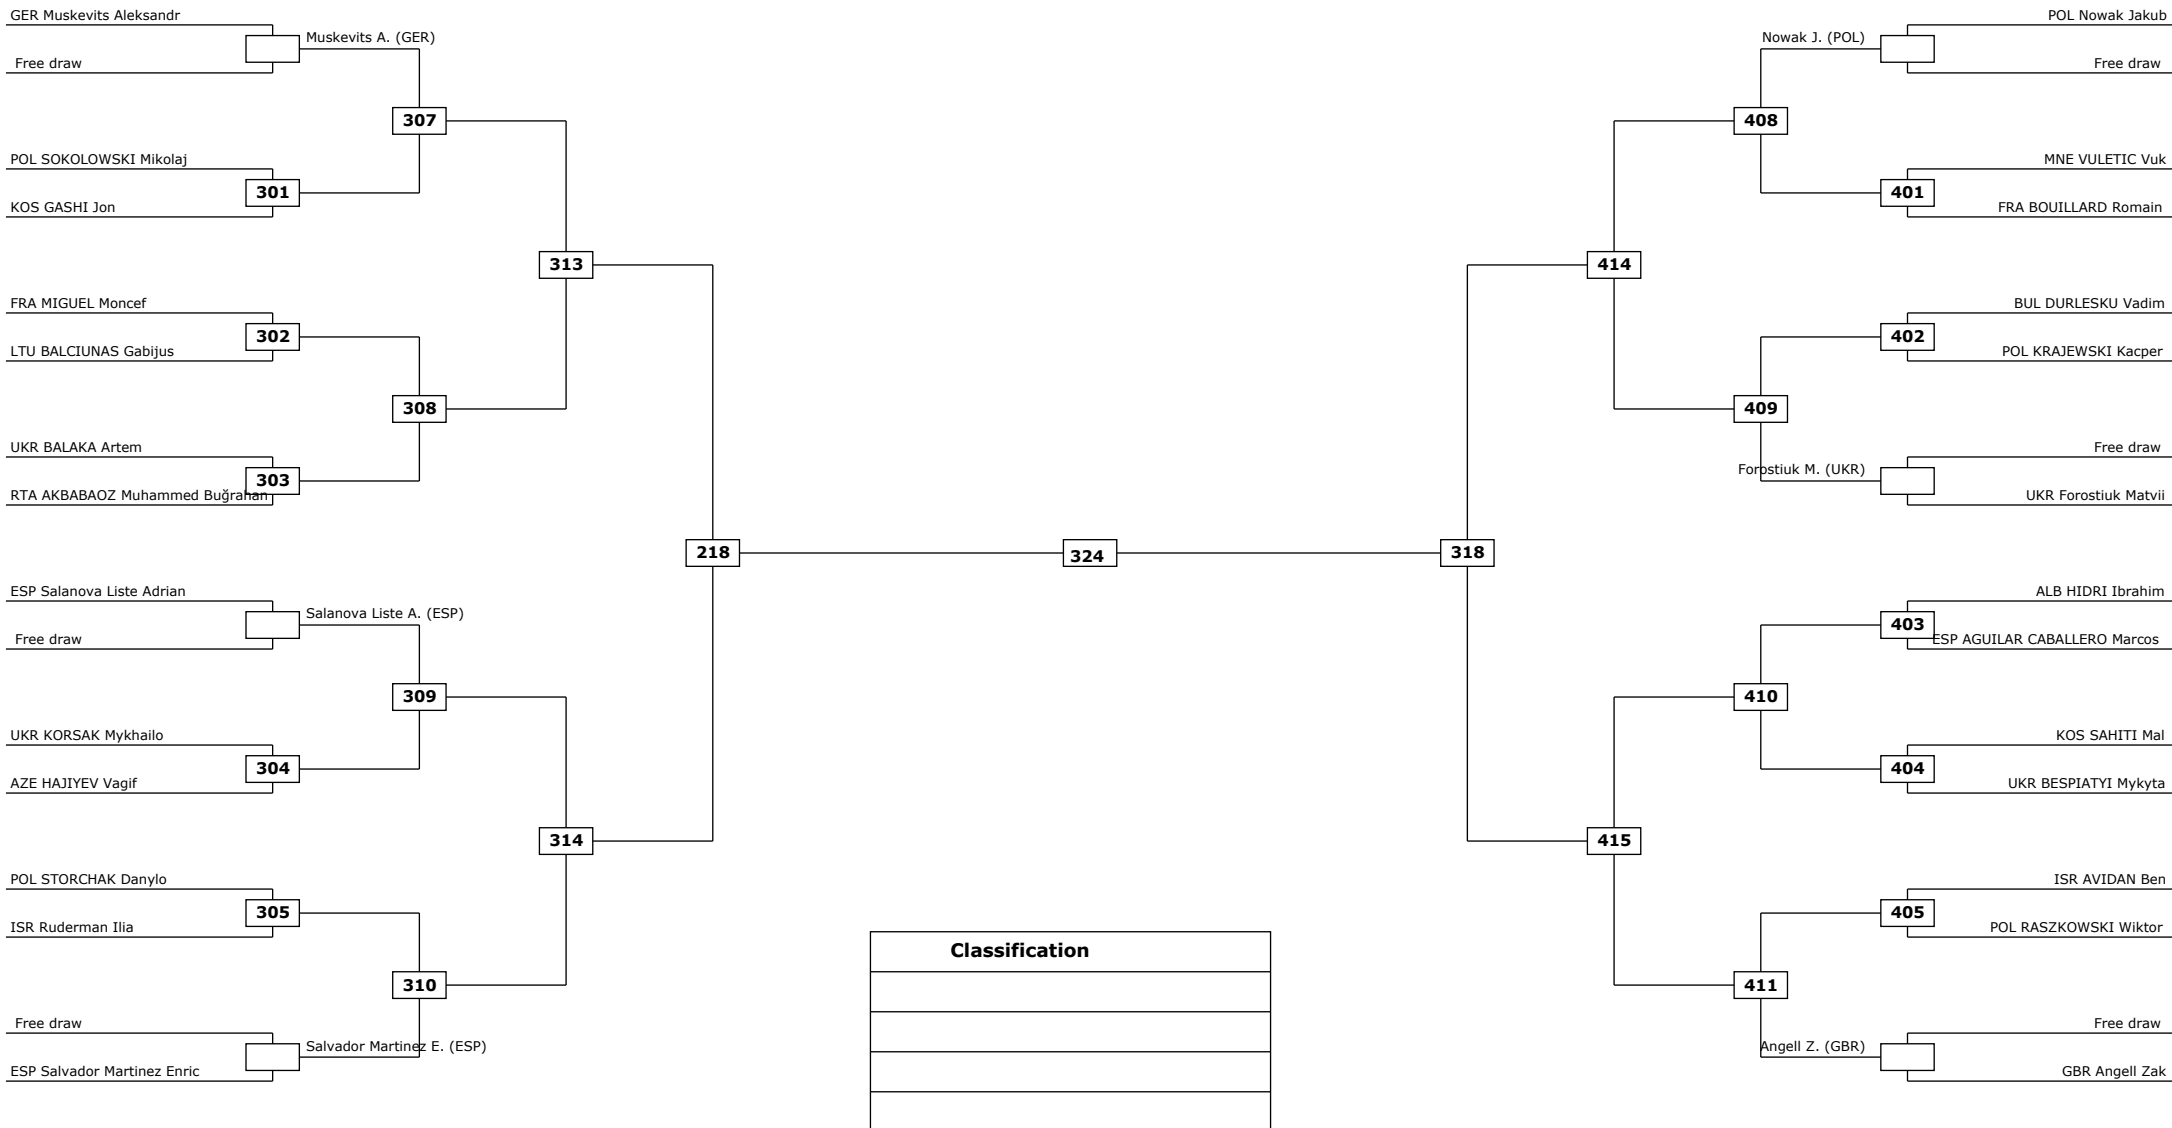 GER Muskevits Aleksandr
Muskevits A. (GER)
Free draw
307
POL SOKOLOWSKI Mikolaj
301
KOS GASHI Jon
313
FRA MIGUEL Moncef
302
LTU BALCIUNAS Gabijus
308
UKR BALAKA Artem
303
RTA AKBABAOZ Muhammed Buğrahan
218
ESP Salanova Liste Adrian
Salanova Liste A. (ESP)
Free draw
309
UKR KORSAK Mykhailo
304
AZE HAJIYEV Vagif
314
POL STORCHAK Danylo
305
ISR Ruderman Ilia
310
Free draw
Salvador Martinez E. (ESP)
ESP Salvador Martinez Enric
324
POL Nowak Jakub
Nowak J. (POL)
Free draw
408
MNE VULETIC Vuk
401
FRA BOUILLARD Romain
414
BUL DURLESKU Vadim
402
POL KRAJEWSKI Kacper
409
Free draw
Forostiuk M. (UKR)
UKR Forostiuk Matvii
318
ALB HIDRI Ibrahim
403
ESP AGUILAR CABALLERO Marcos
410
KOS SAHITI Mal
404
UKR BESPIATYI Mykyta
415
ISR AVIDAN Ben
405
POL RASZKOWSKI Wiktor
411
Free draw
Angell Z. (GBR)
GBR Angell Zak
Classification